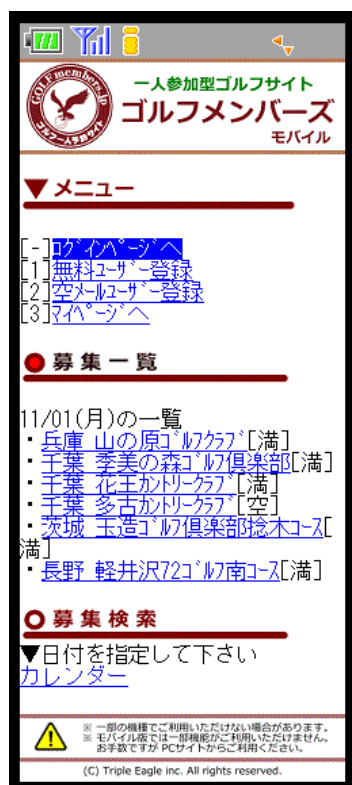 GOLFmembers.jp
ゴルフ一人予約サイト
一人参加型ゴルフサイト
ゴルフメンバーズ
モバイル
▼メニュー
[-]ﾛｸﾞｲﾝﾍﾟｰｼﾞへ
[1]無料ﾕｰｻﾞｰ登録
[2]空ﾒｰﾙﾕｰｻﾞｰ登録
[3]ﾏｲﾍﾟｰｼﾞへ
募集一覧
11/01(月)の一覧
・兵庫 山の原ｺﾞﾙﾌｸﾗﾌﾞ[満]
・千葉 季美の森ｺﾞﾙﾌ倶楽部[満]
・千葉 花王ｶﾝﾄﾘｰｸﾗﾌﾞ[満]
・千葉 多古ｶﾝﾄﾘｰｸﾗﾌﾞ[空]
・茨城 玉造ｺﾞﾙﾌ倶楽部捻木ｺｰｽ[
満]
・長野 軽井沢72ｺﾞﾙﾌ南ｺｰｽ[満]
募集検索
▼日付を指定して下さい
カレンダー
※ 一部の機種でご利用いただけない場合があります。
※ モバイル版では一部機能がご利用いただけません。
お手数ですが PCサイトからご利用ください。
(C) Triple Eagle inc. All rights reserved.